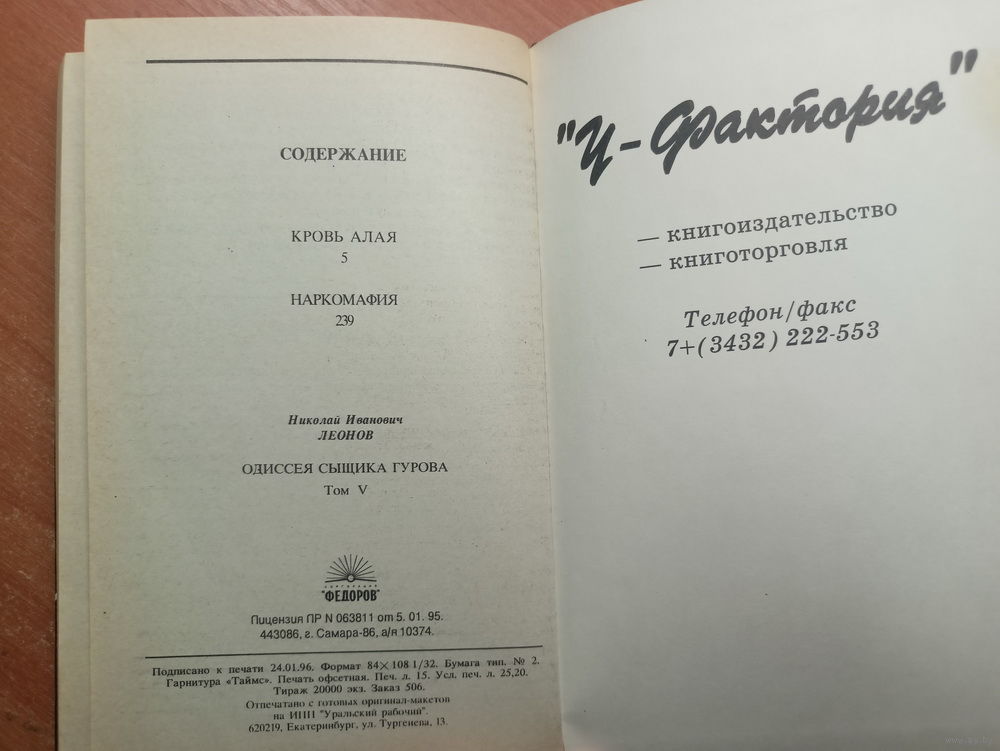 СОДЕРЖАНИЕ
КРОВЬ АЛАЯ
5
НАРКОМАФИЯ
239
Николай Иванович
ЛЕОНОВ
ОДИССЕЯ СЫЩИКА ГУРОВА
Том V
КОРПОРАЦИЯ
"ФЕДОРОВ"
Лицензия ЛР N 063811 от 5. 01. 95.
443086, г. Самара-86, а/я 10374.
Подписано к печати 24.01.96. Формат 84×108 1/32. Бумага тип. № 2.
Гарнитура «Таймс». Печать офсетная. Печ. л. 15. Усл. печ. л. 25,20.
Тираж 20000 экз. Заказ 506.
Отпечатано с готовых оригинал-макетов
на ИПП "Уральский рабочий".
620219, Екатеринбург, ул. Тургенева, 13.
"У-Фактория"
— книгоиздательство
— книготорговля
Телефон/факс
7+(3432) 222-553